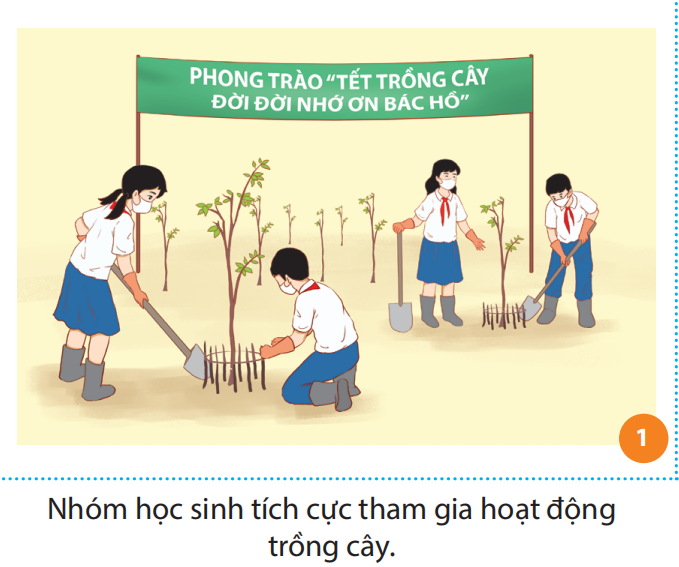 PHONG TRÀO “TẾT TRỒNG CÂY
ĐỜI ĐỜI NHỚ ƠN BÁC HỒ”
1
Nhóm học sinh tích cực tham gia hoạt động
trồng cây.